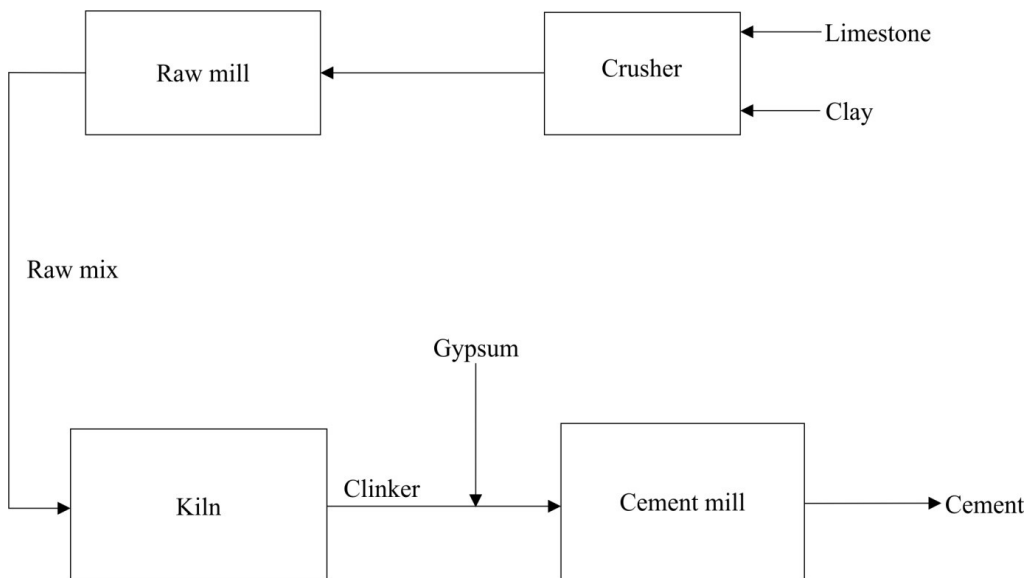 Limestone
Raw mill
Crusher
Clay
Raw mix
Gypsum
Clinker
Kiln
Cement mill
Cement